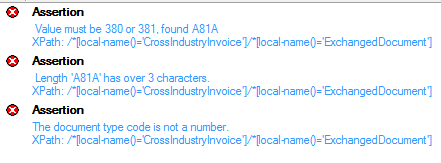 Assertion
Value must be 380 or 381, found A81A
XPath: /*[local-name()='CrossIndustryInvoice']/*[local-name()='ExchangedDocument']
Assertion
Length 'A81A' has over 3 characters.
XPath: /*[local-name()='CrossIndustryInvoice']/*[local-name()='ExchangedDocument']
Assertion
The document type code is not a number.
XPath: /*[local-name()='CrossIndustryInvoice']/*[local-name()='ExchangedDocument']